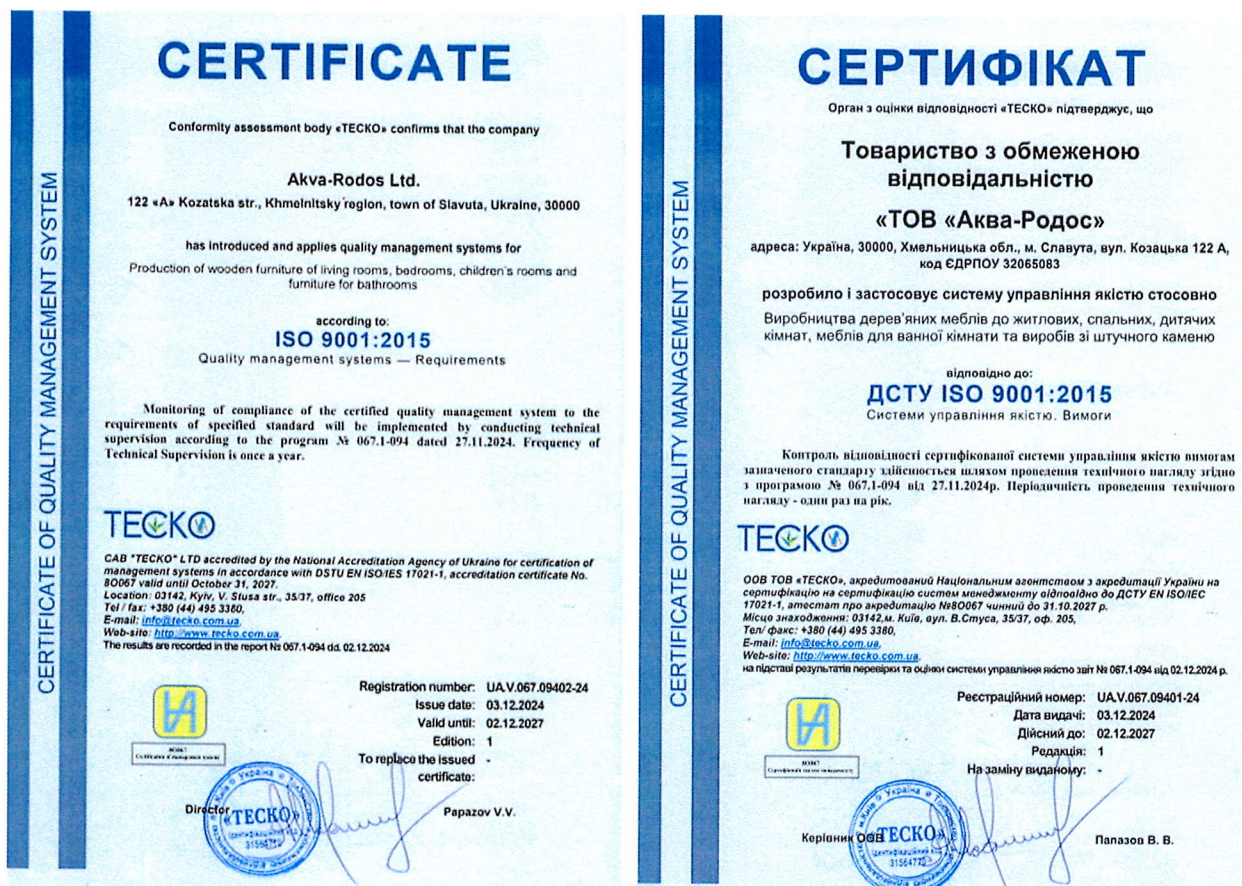 CERTIFICATE OF QUALITY MANAGEMENT SYSTEM
CERTIFICATE
Conformity assessment body «ТЕСКО» confirms that the company
Akva-Rodos Ltd.
122 «А» Kozatska str., Khmelnitsky region, town of Slavuta, Ukraine, 30000
has introduced and applies quality management systems for
Production of wooden furniture of living rooms, bedrooms, children's rooms and
furniture for bathrooms
according to:
ISO 9001:2015
Quality management systems — Requirements
Monitoring of compliance of the certified quality management system to the
requirements of specified standard will be implemented by conducting technical
supervision according to the program № 067.1-094 dated 27.11.2024. Frequency of
Technical Supervision is once a year.
TECKO
CAB "TECKO" LTD accredited by the National Accreditation Agency of Ukraine for certification of
management systems in accordance with DSTU EN ISO/IES 17021-1, accreditation certificate No.
8О067 valid until October 31, 2027.
Location: 03142, Kyiv, V. Stusa str., 35/37, office 205
Tel / fax: +380 (44) 495 3380,
E-mail: info@tecko.com.ua,
Web-site: http://www.tecko.com.ua.
The results are recorded in the report № 067.1-094 dd. 02.12.2024
Registration number: UA.V.067.09402-24
Issue date: 03.12.2024
Valid until: 02.12.2027
Edition: 1
To replace the issued -
certificate:
8О067
Director
Papazov V.V.
«ТЕСКО»
Україна
CERTIFICATE OF QUALITY MANAGEMENT SYSTEM
СЕРТИФІКАТ
Орган з оцінки відповідності «ТЕСКО» підтверджує, що
Товариство з обмеженою
відповідальністю
«ТОВ «Аква-Родос»
адреса: Україна, 30000, Хмельницька обл., м. Славута, вул. Козацька 122 А,
код ЄДРПОУ 32065083
розробило і застосовує систему управління якістю стосовно
Виробництва дерев'яних меблів до житлових, спальних, дитячих
кімнат, меблів для ванної кімнати та виробів зі штучного каменю
відповідно до:
ДСТУ ISO 9001:2015
Системи управління якістю. Вимоги
Контроль відповідності сертифікованої системи управління якістю вимогам
зазначеного стандарту здійснюється шляхом проведення технічного нагляду згідно
з програмою № 067.1-094 від 27.11.2024р. Періодичність проведення технічного
нагляду - один раз на рік.
TECKO
ООВ ТОВ «ТЕСКО», акредитований Національним агентством з акредитації України на
сертифікацію на сертифікацію систем менеджменту відповідно до ДСТУ EN ISO/IEC
17021-1, атестат про акредитацію №8О067 чинний до 31.10.2027 р.
Місце знаходження: 03142,м. Київ, вул. В.Стуса, 35/37, оф. 205,
Тел/ факс: +380 (44) 495 3380,
E-mail: info@tecko.com.ua,
Web-site: http://www.tecko.com.ua,
на підставі результатів перевірки та оцінки системи управління якістю звіт № 067.1-094 від 02.12.2024 р.
Реєстраційний номер: UA.V.067.09401-24
Дата видачі: 03.12.2024
Дійсний до: 02.12.2027
Редакція: 1
На заміну виданому: -
8О067
Керівник ООВ
Папазов В. В.
«ТЕСКО»
Україна